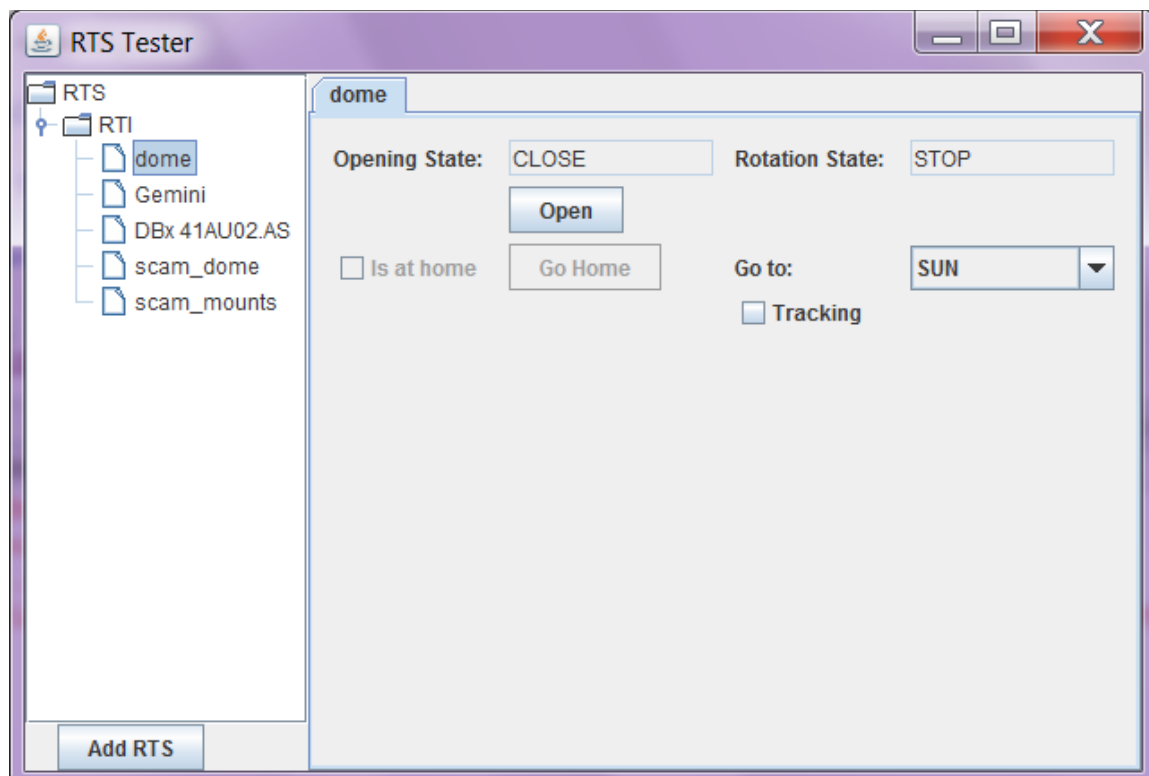 RTS Tester
RTS
RTI
dome
Gemini
DBx 41AU02.AS
scam_dome
scam_mounts
Add RTS
dome
Opening State: CLOSE Rotation State: STOP
Open
Is at home Go Home Go to: SUN
Tracking